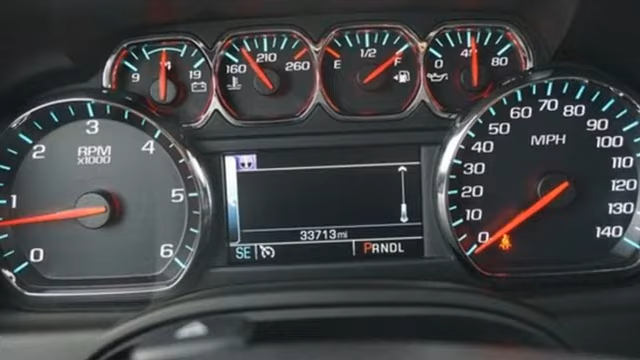 9 14 19
160 210 260
E 1/2 F
0 40 80
0 1 2 3 4 5 6
RPM
x1000
0 10 20 30 40 50 60 70 80 90 100 110 120 130 140
MPH
33713mi
SE PRNDL